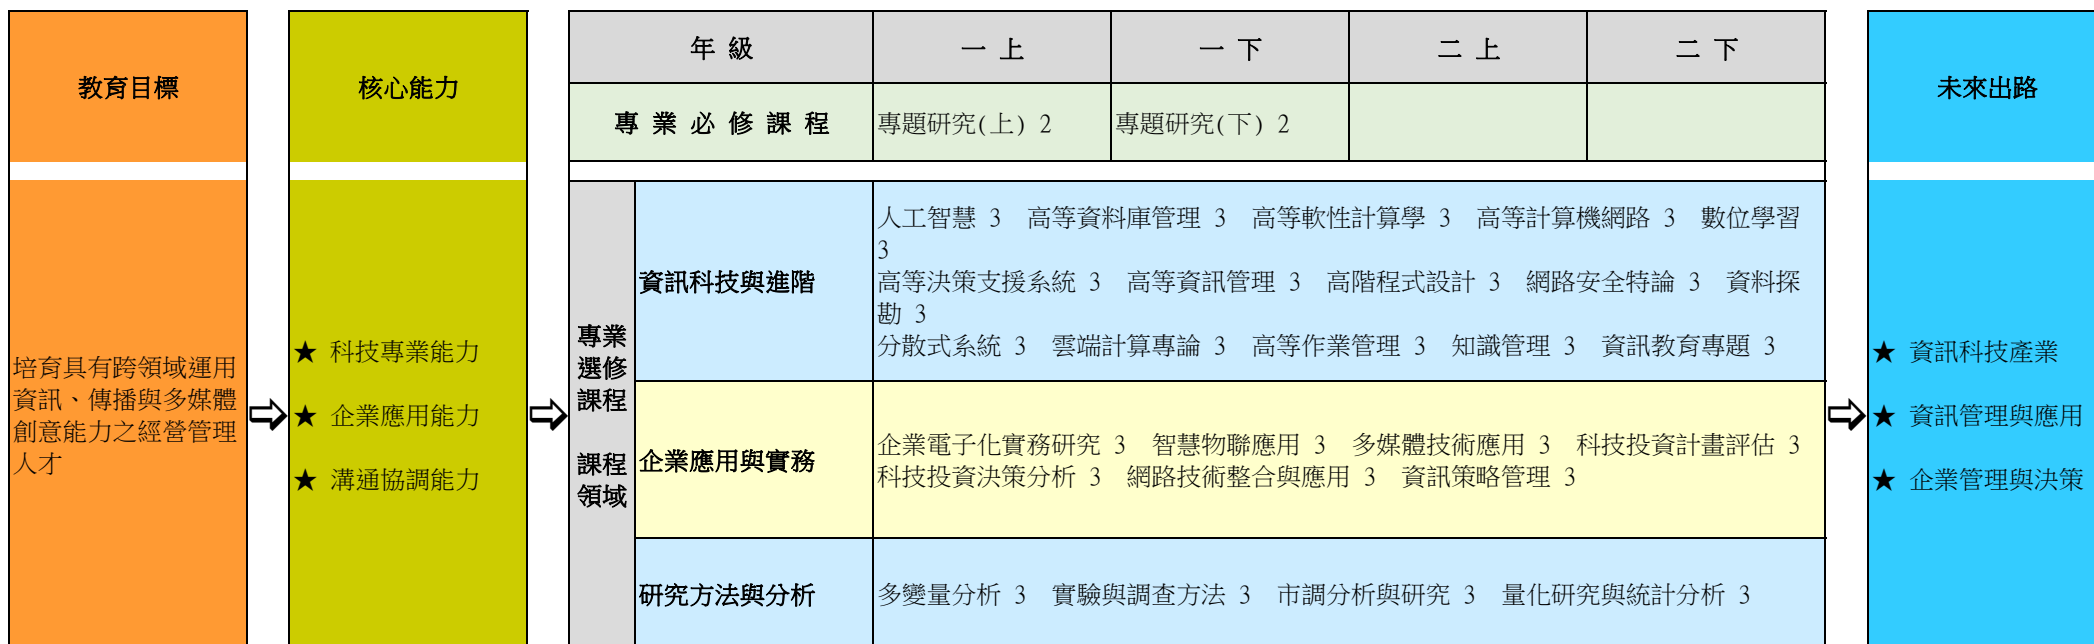 教育目標
培育具有跨領域運用
資訊、傳播與多媒體
創意能力之經營管理
人才
核心能力
★ 科技專業能力
★ 企業應用能力
★ 溝通協調能力
年 級
一 上
一 下
二 上
二 下
專 業 必 修 課 程
專題研究(上) 2
專題研究(下) 2
專業
選修
課程
課程
領域
資訊科技與進階
人工智慧 3 高等資料庫管理 3 高等軟性計算學 3 高等計算機網路 3 數位學習
3
高等決策支援系統 3 高等資訊管理 3 高階程式設計 3 網路安全特論 3 資料探
勘 3
分散式系統 3 雲端計算專論 3 高等作業管理 3 知識管理 3 資訊教育專題 3
企業應用與實務
企業電子化實務研究 3 智慧物聯應用 3 多媒體技術應用 3 科技投資計畫評估 3
科技投資決策分析 3 網路技術整合與應用 3 資訊策略管理 3
研究方法與分析
多變量分析 3 實驗與調查方法 3 市調分析與研究 3 量化研究與統計分析 3
未來出路
★ 資訊科技產業
★ 資訊管理與應用
★ 企業管理與決策